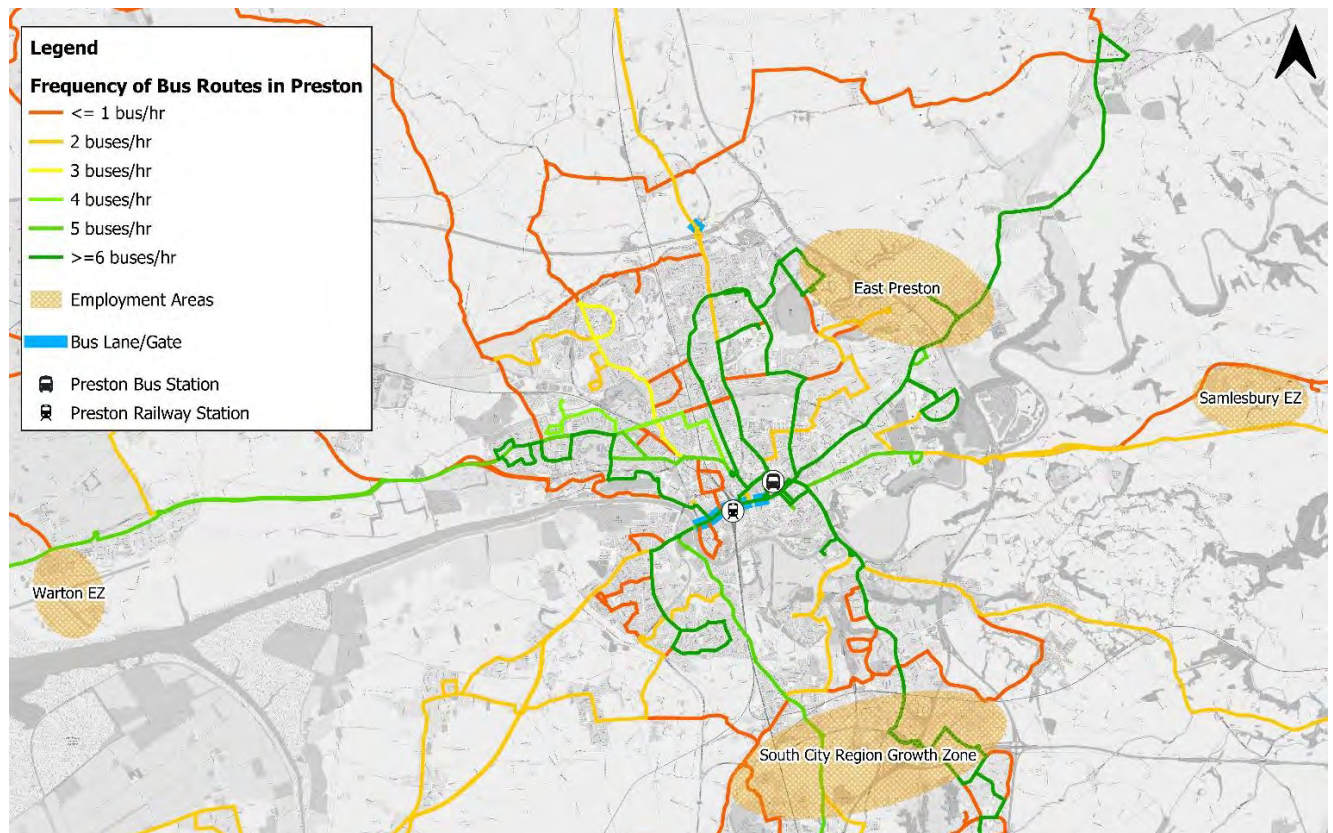 Legend
Frequency of Bus Routes in Preston
<= 1 bus/hr
2 buses/hr
3 buses/hr
4 buses/hr
5 buses/hr
>=6 buses/hr
Employment Areas
Bus Lane/Gate
Preston Bus Station
Preston Railway Station
East Preston
Samlesbury EZ
Warton EZ
South City Region Growth Zone